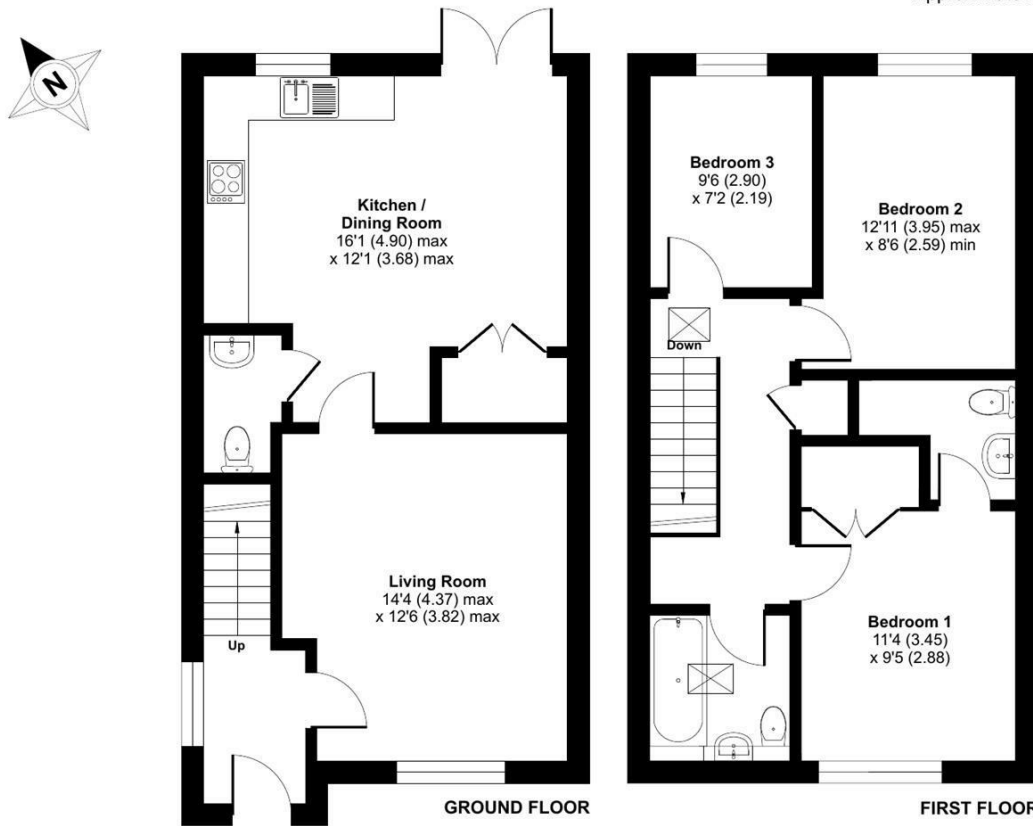 N
Kitchen /
Dining Room
16'1 (4.90) max
x 12'1 (3.68) max
Living Room
14'4 (4.37) max
x 12'6 (3.82) max
Up
GROUND FLOOR
Bedroom 3
9'6 (2.90)
x 7'2 (2.19)
Bedroom 2
12'11 (3.95) max
x 8'6 (2.59) min
Down
Bedroom 1
11'4 (3.45)
x 9'5 (2.88)
FIRST FLOOR